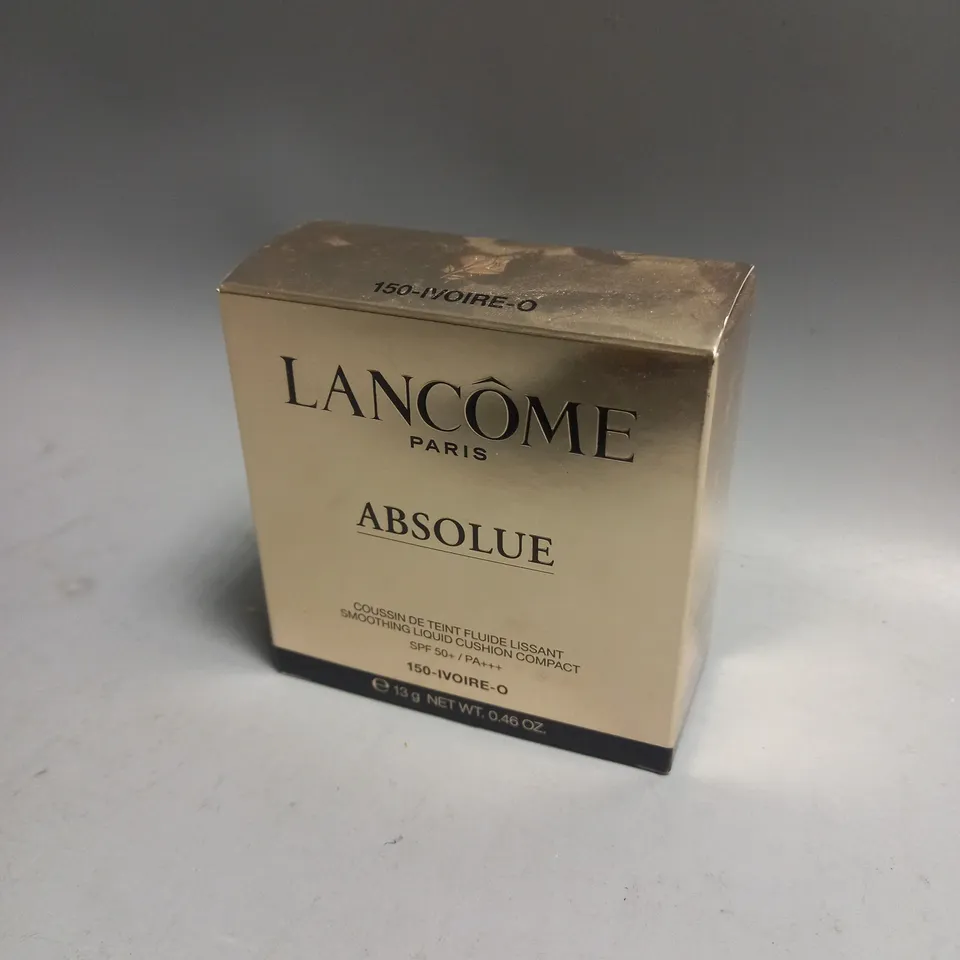 150-IVOIRE-O
LANCÔME
PARIS
ABSOLUE
COUSSIN DE TEINT FLUIDE LISSANT
SMOOTHING LIQUID CUSHION COMPACT
SPF 50+ / PA+++
150-IVOIRE-O
℮ 13 g NET WT. 0.46 OZ.